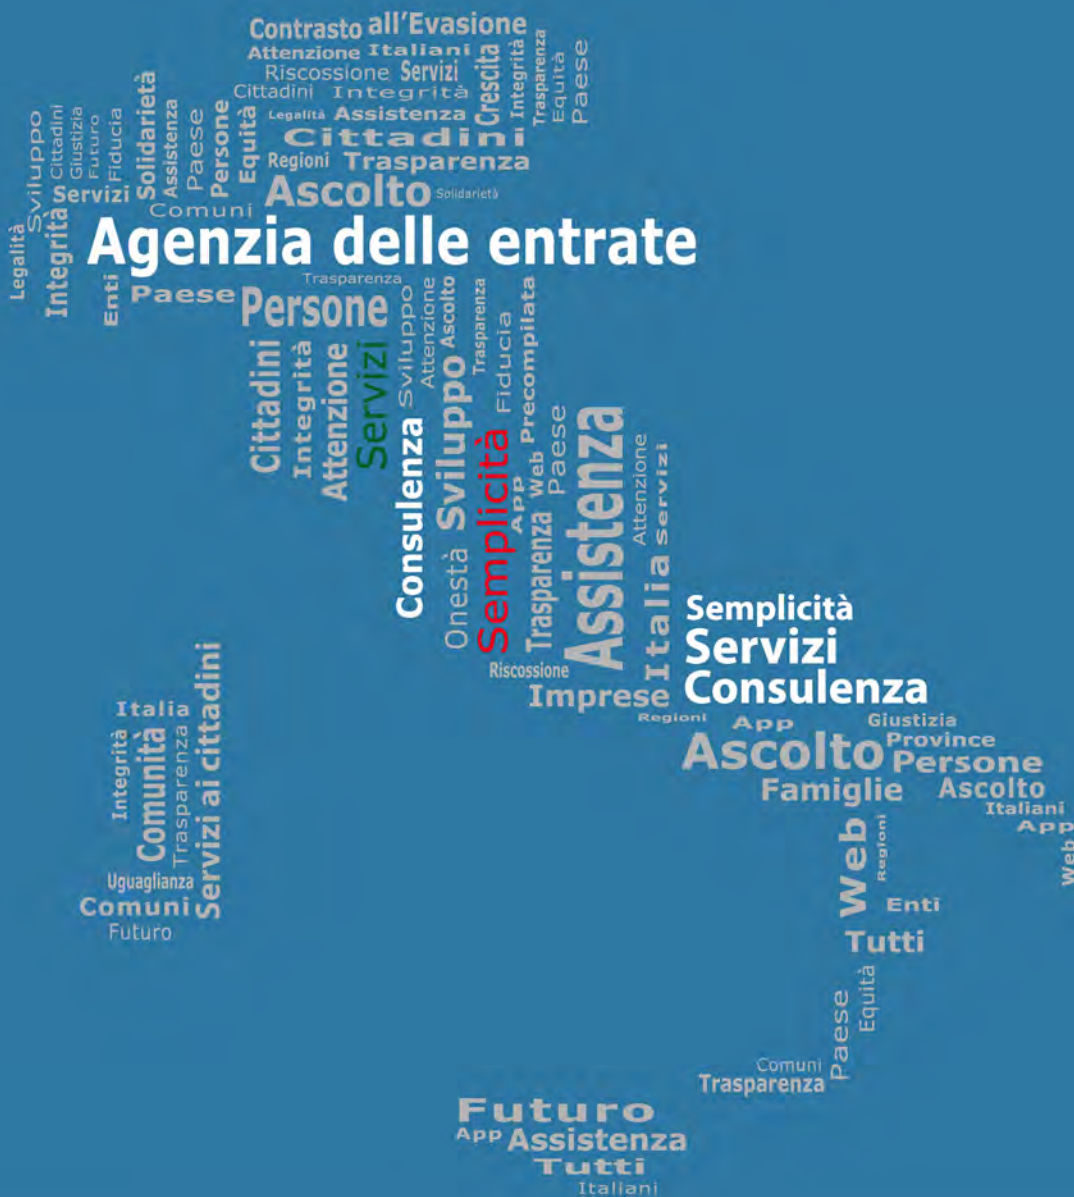 Contrasto all'Evasione
Attenzione Italiani
Riscossione Servizi
Cittadini Integrità
Crescita
Integrità
Trasparenza
Equità
Paese
Legalità Assistenza
Cittadini
Regioni Trasparenza
Ascolto Solidarietà
Sviluppo
Cittadini
Giustizia
Futuro
Fiducia
Solidarietà
Assistenza
Paese
Persone
Equità
Servizi
Comuni
Legalità
Integrità
Agenzia delle entrate
Enti
Paese
Trasparenza
Persone
Cittadini
Integrità
Attenzione
Servizi
Sviluppo
Attenzione
Ascolto
Trasparenza
Fiducia
Precompilata
Consulenza
Sviluppo
Onestà
Semplicità
App
Web
Paese
Trasparenza
Assistenza
Attenzione
Servizi
Italia
Riscossione
Imprese
Semplicità
Servizi
Consulenza
Regioni App Giustizia
Ascolto Province
Persone
Famiglie Ascolto
Italiani
App
Web
Web
Regioni
Enti
Tutti
Equità
Paese
Comuni
Trasparenza
Italia
Integrità
Comunità
Trasparenza
Servizi ai cittadini
Uguaglianza
Comuni
Futuro
Futuro
App Assistenza
Tutti
Italiani